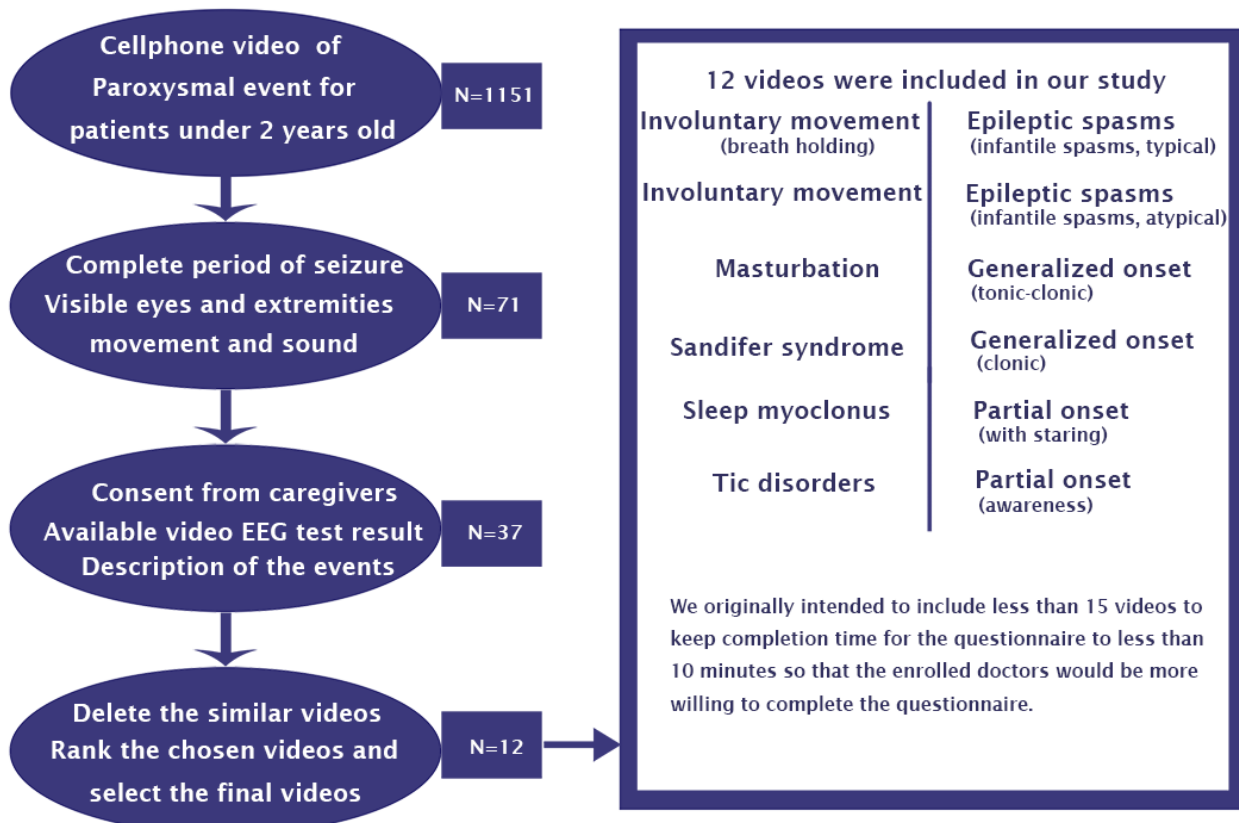 Cellphone video of
Paroxysmal event for
patients under 2 years old
N=1151
Complete period of seizure
Visible eyes and extremities
movement and sound
N=71
Consent from caregivers
Available video EEG test result
Description of the events
N=37
Delete the similar videos
Rank the chosen videos and
select the final videos
N=12
12 videos were included in our study
Involuntary movement
(breath holding)
Involuntary movement
Masturbation
Sandifer syndrome
Sleep myoclonus
Tic disorders
Epileptic spasms
(infantile spasms, typical)
Epileptic spasms
(infantile spasms, atypical)
Generalized onset
(tonic-clonic)
Generalized onset
(clonic)
Partial onset
(with staring)
Partial onset
(awareness)
We originally intended to include less than 15 videos to
keep completion time for the questionnaire to less than
10 minutes so that the enrolled doctors would be more
willing to complete the questionnaire.